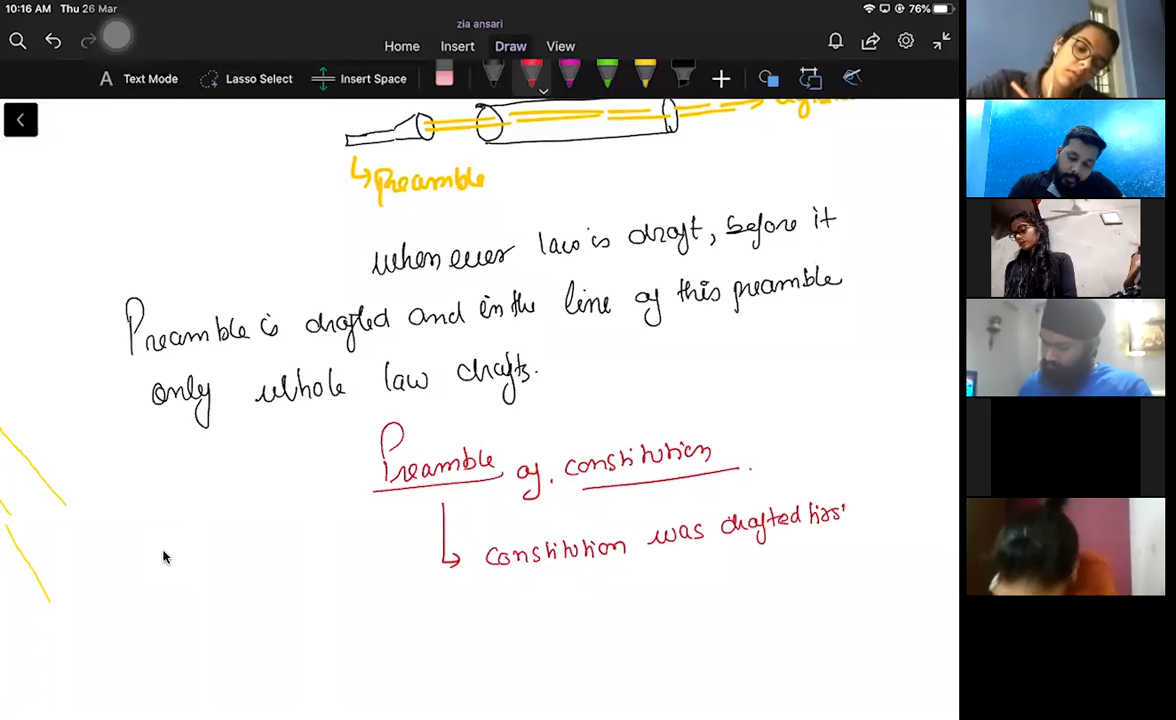 10:16 AM Thu 26 Mar
76%
zia ansari
Home Insert Draw View
Text Mode Lasso Select Insert Space
Preamble
whenever law is draft, before it
Preamble is drafted and in the line of this preamble
only whole law drafts.
Preamble of constitution.
Constitution was drafted